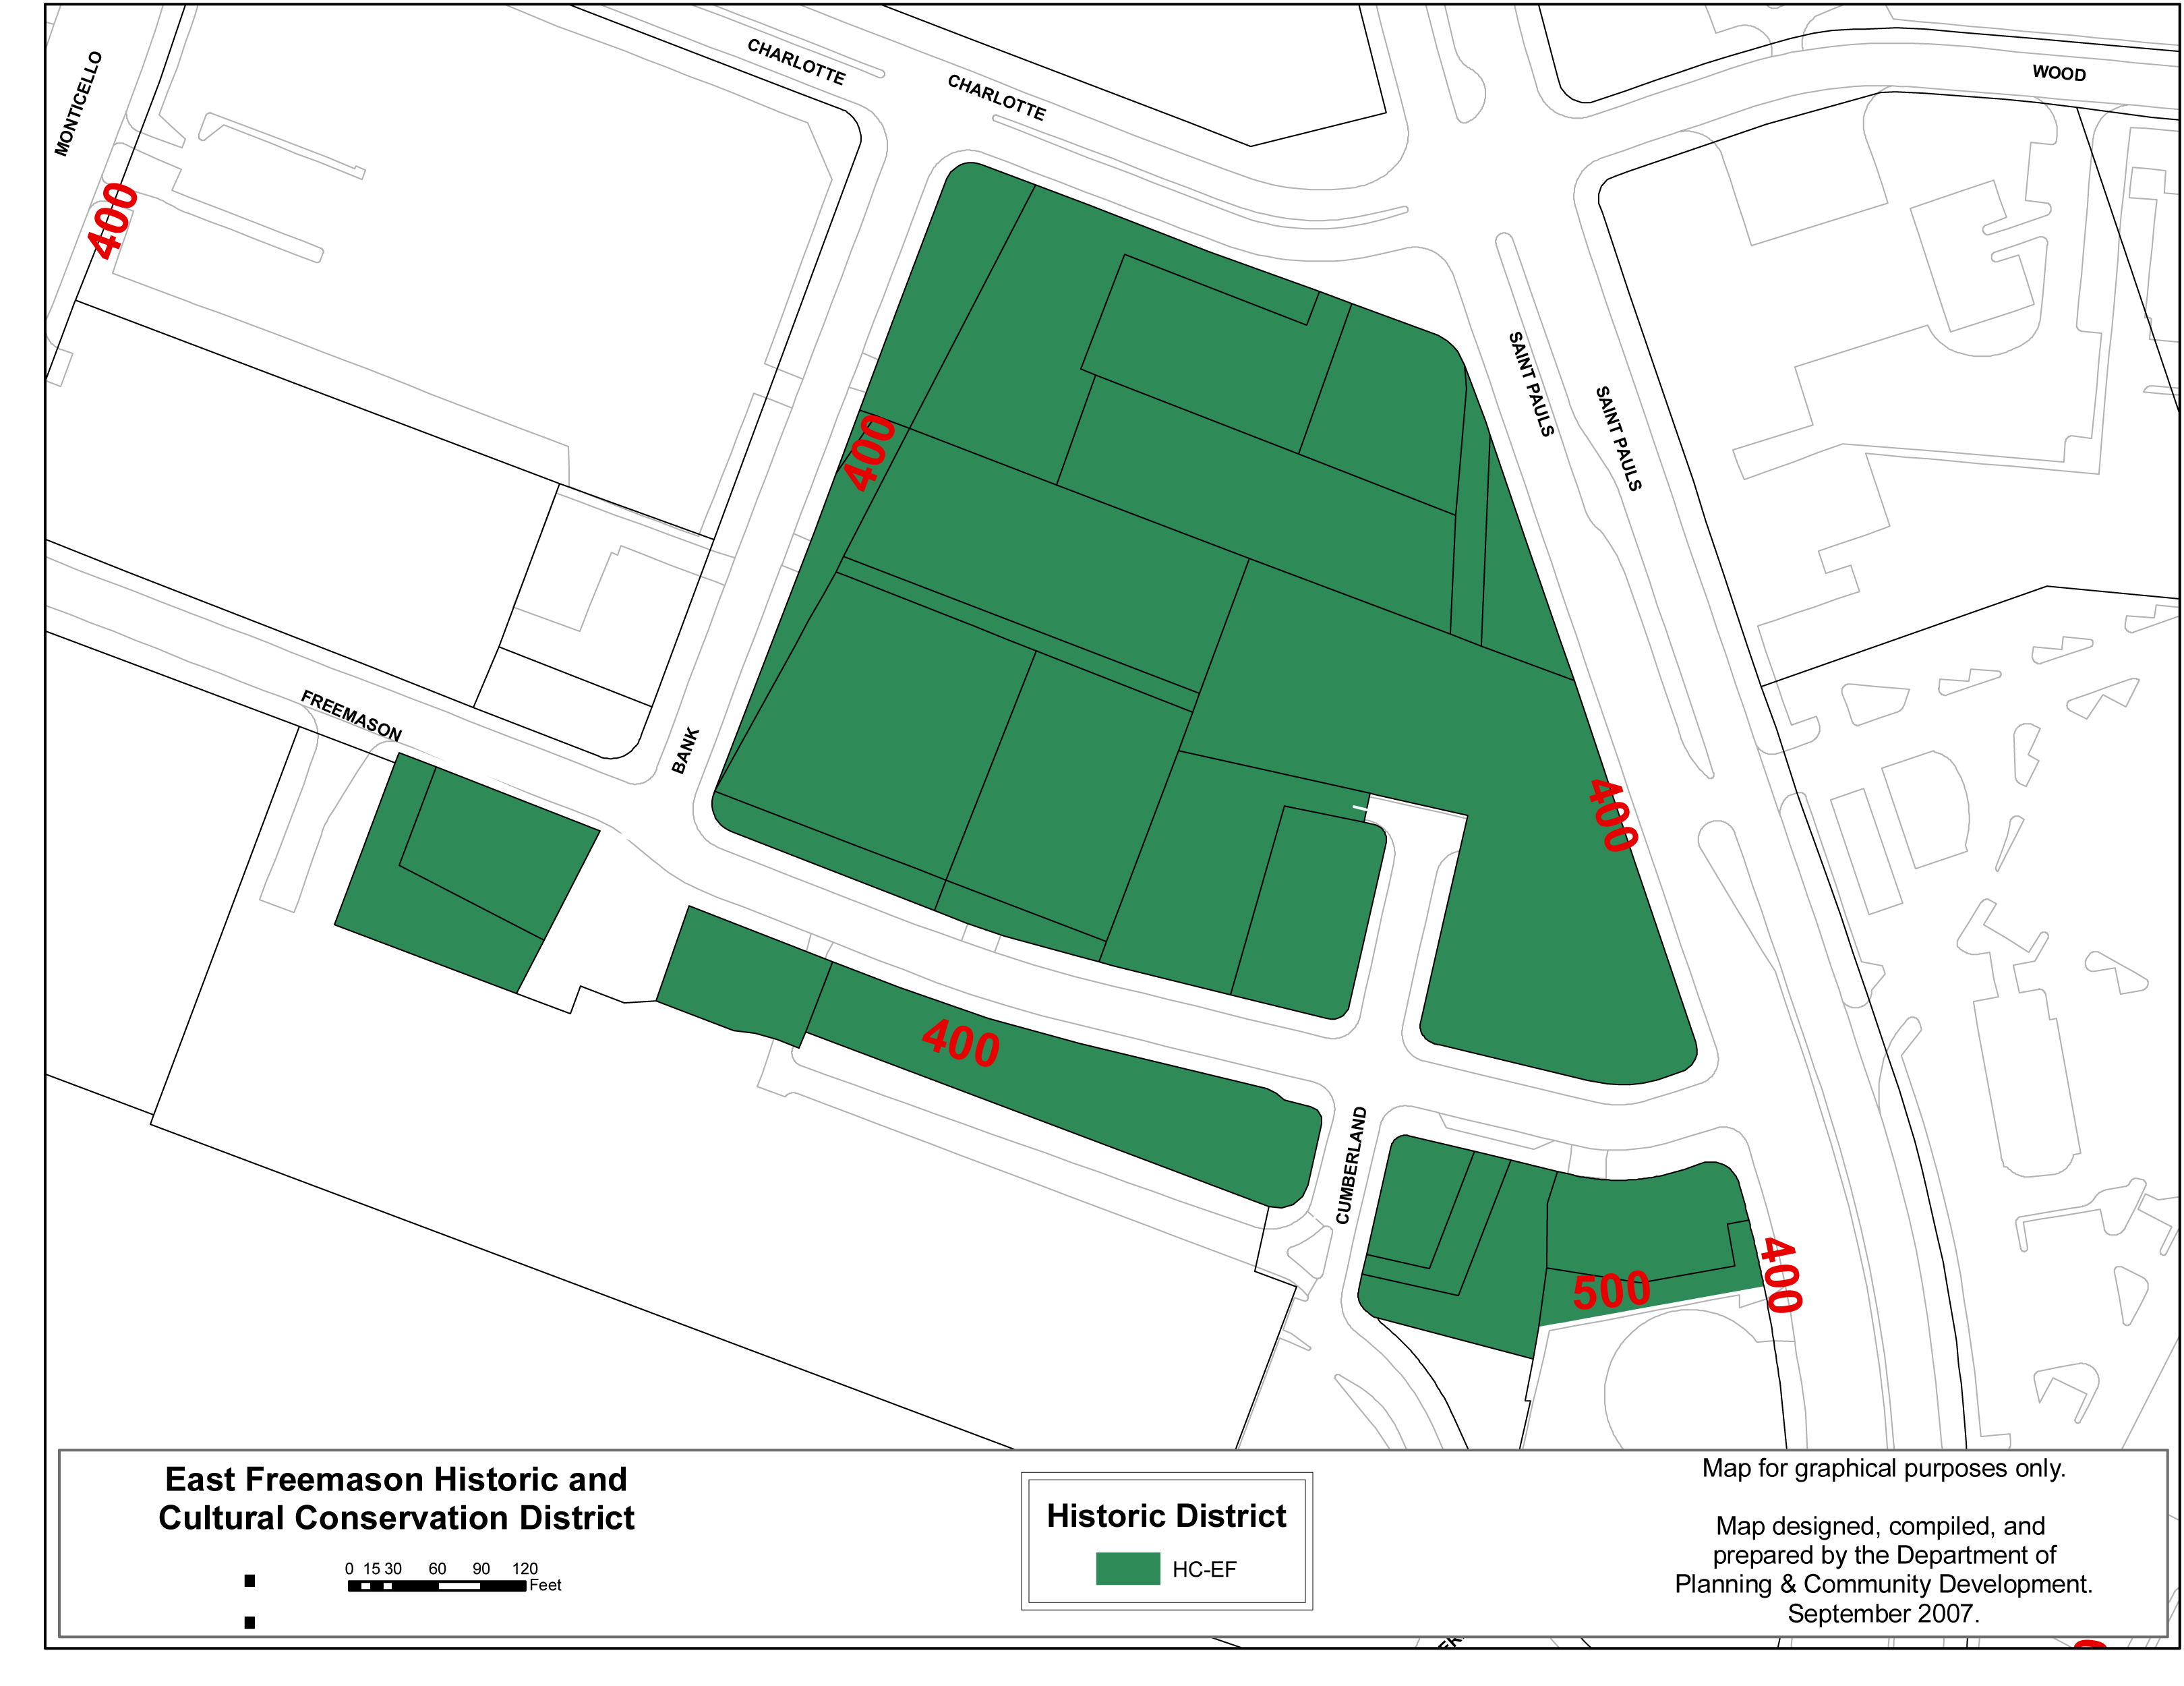 CHARLOTTE
CHARLOTTE
WOOD
MONTICELLO
400
SAINT PAULS
SAINT PAULS
400
FREEMASON
BANK
400
400
CUMBERLAND
400
500
East Freemason Historic and
Cultural Conservation District
0 15 30 60 90 120
Feet
Historic District
HC-EF
Map for graphical purposes only.
Map designed, compiled, and
prepared by the Department of
Planning & Community Development.
September 2007.